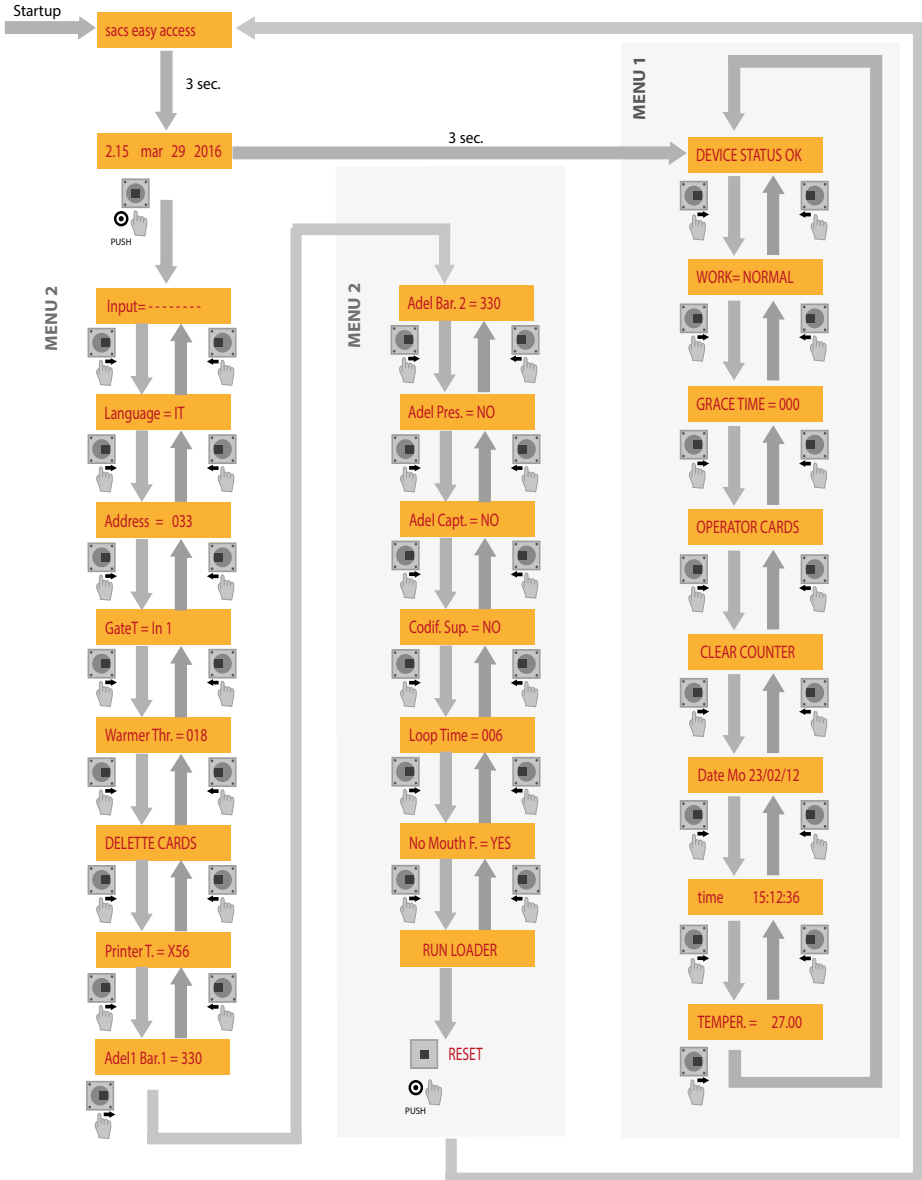 Startup
sacs easy access
3 sec.
2.15 mar 29 2016
3 sec.
PUSH
MENU 2
Input= - - - - - - - -
Language = IT
Address = 033
GateT = In 1
Warmer Thr. = 018
DELETTE CARDS
Printer T. = X56
Adel1 Bar.1 = 330
MENU 2
Adel Bar. 2 = 330
Adel Pres. = NO
Adel Capt. = NO
Codif. Sup. = NO
Loop Time = 006
No Mouth F. = YES
RUN LOADER
RESET
PUSH
MENU 1
DEVICE STATUS OK
WORK= NORMAL
GRACE TIME = 000
OPERATOR CARDS
CLEAR COUNTER
Date Mo 23/02/12
time 15:12:36
TEMPER. = 27.00